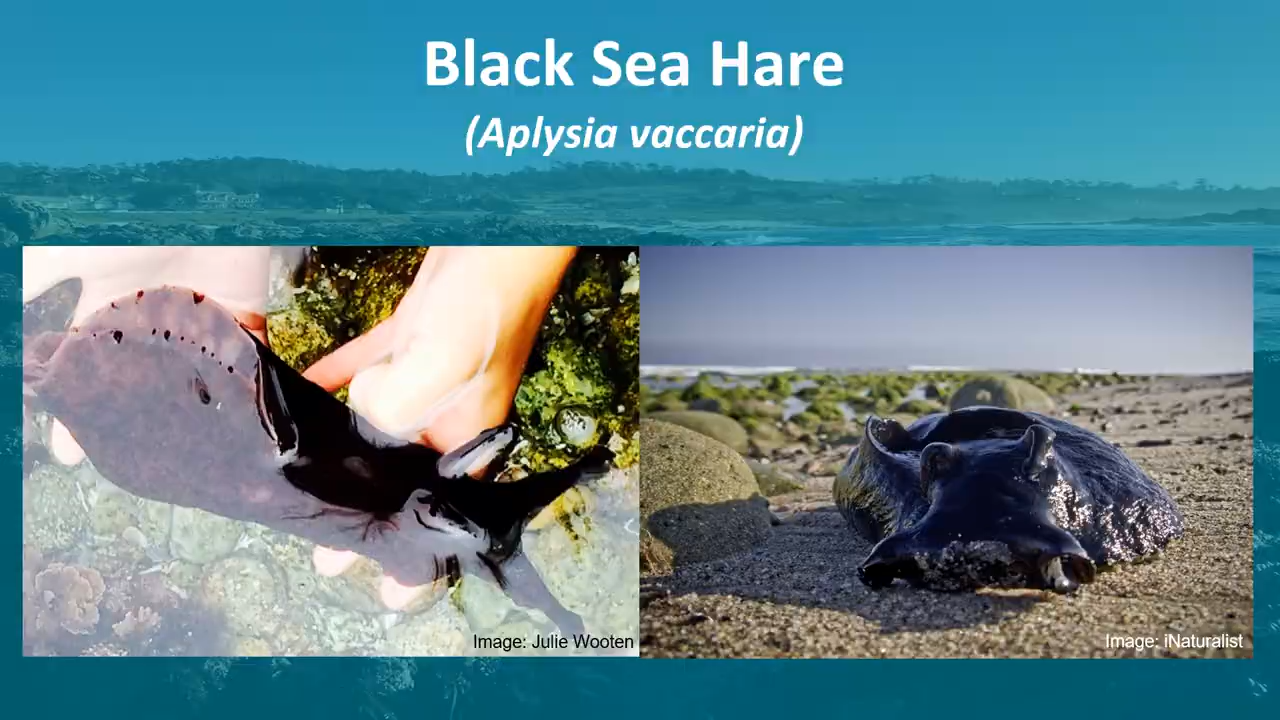 Black Sea Hare
(Aplysia vaccaria)
Image: Julie Wooten
Image: iNaturalist